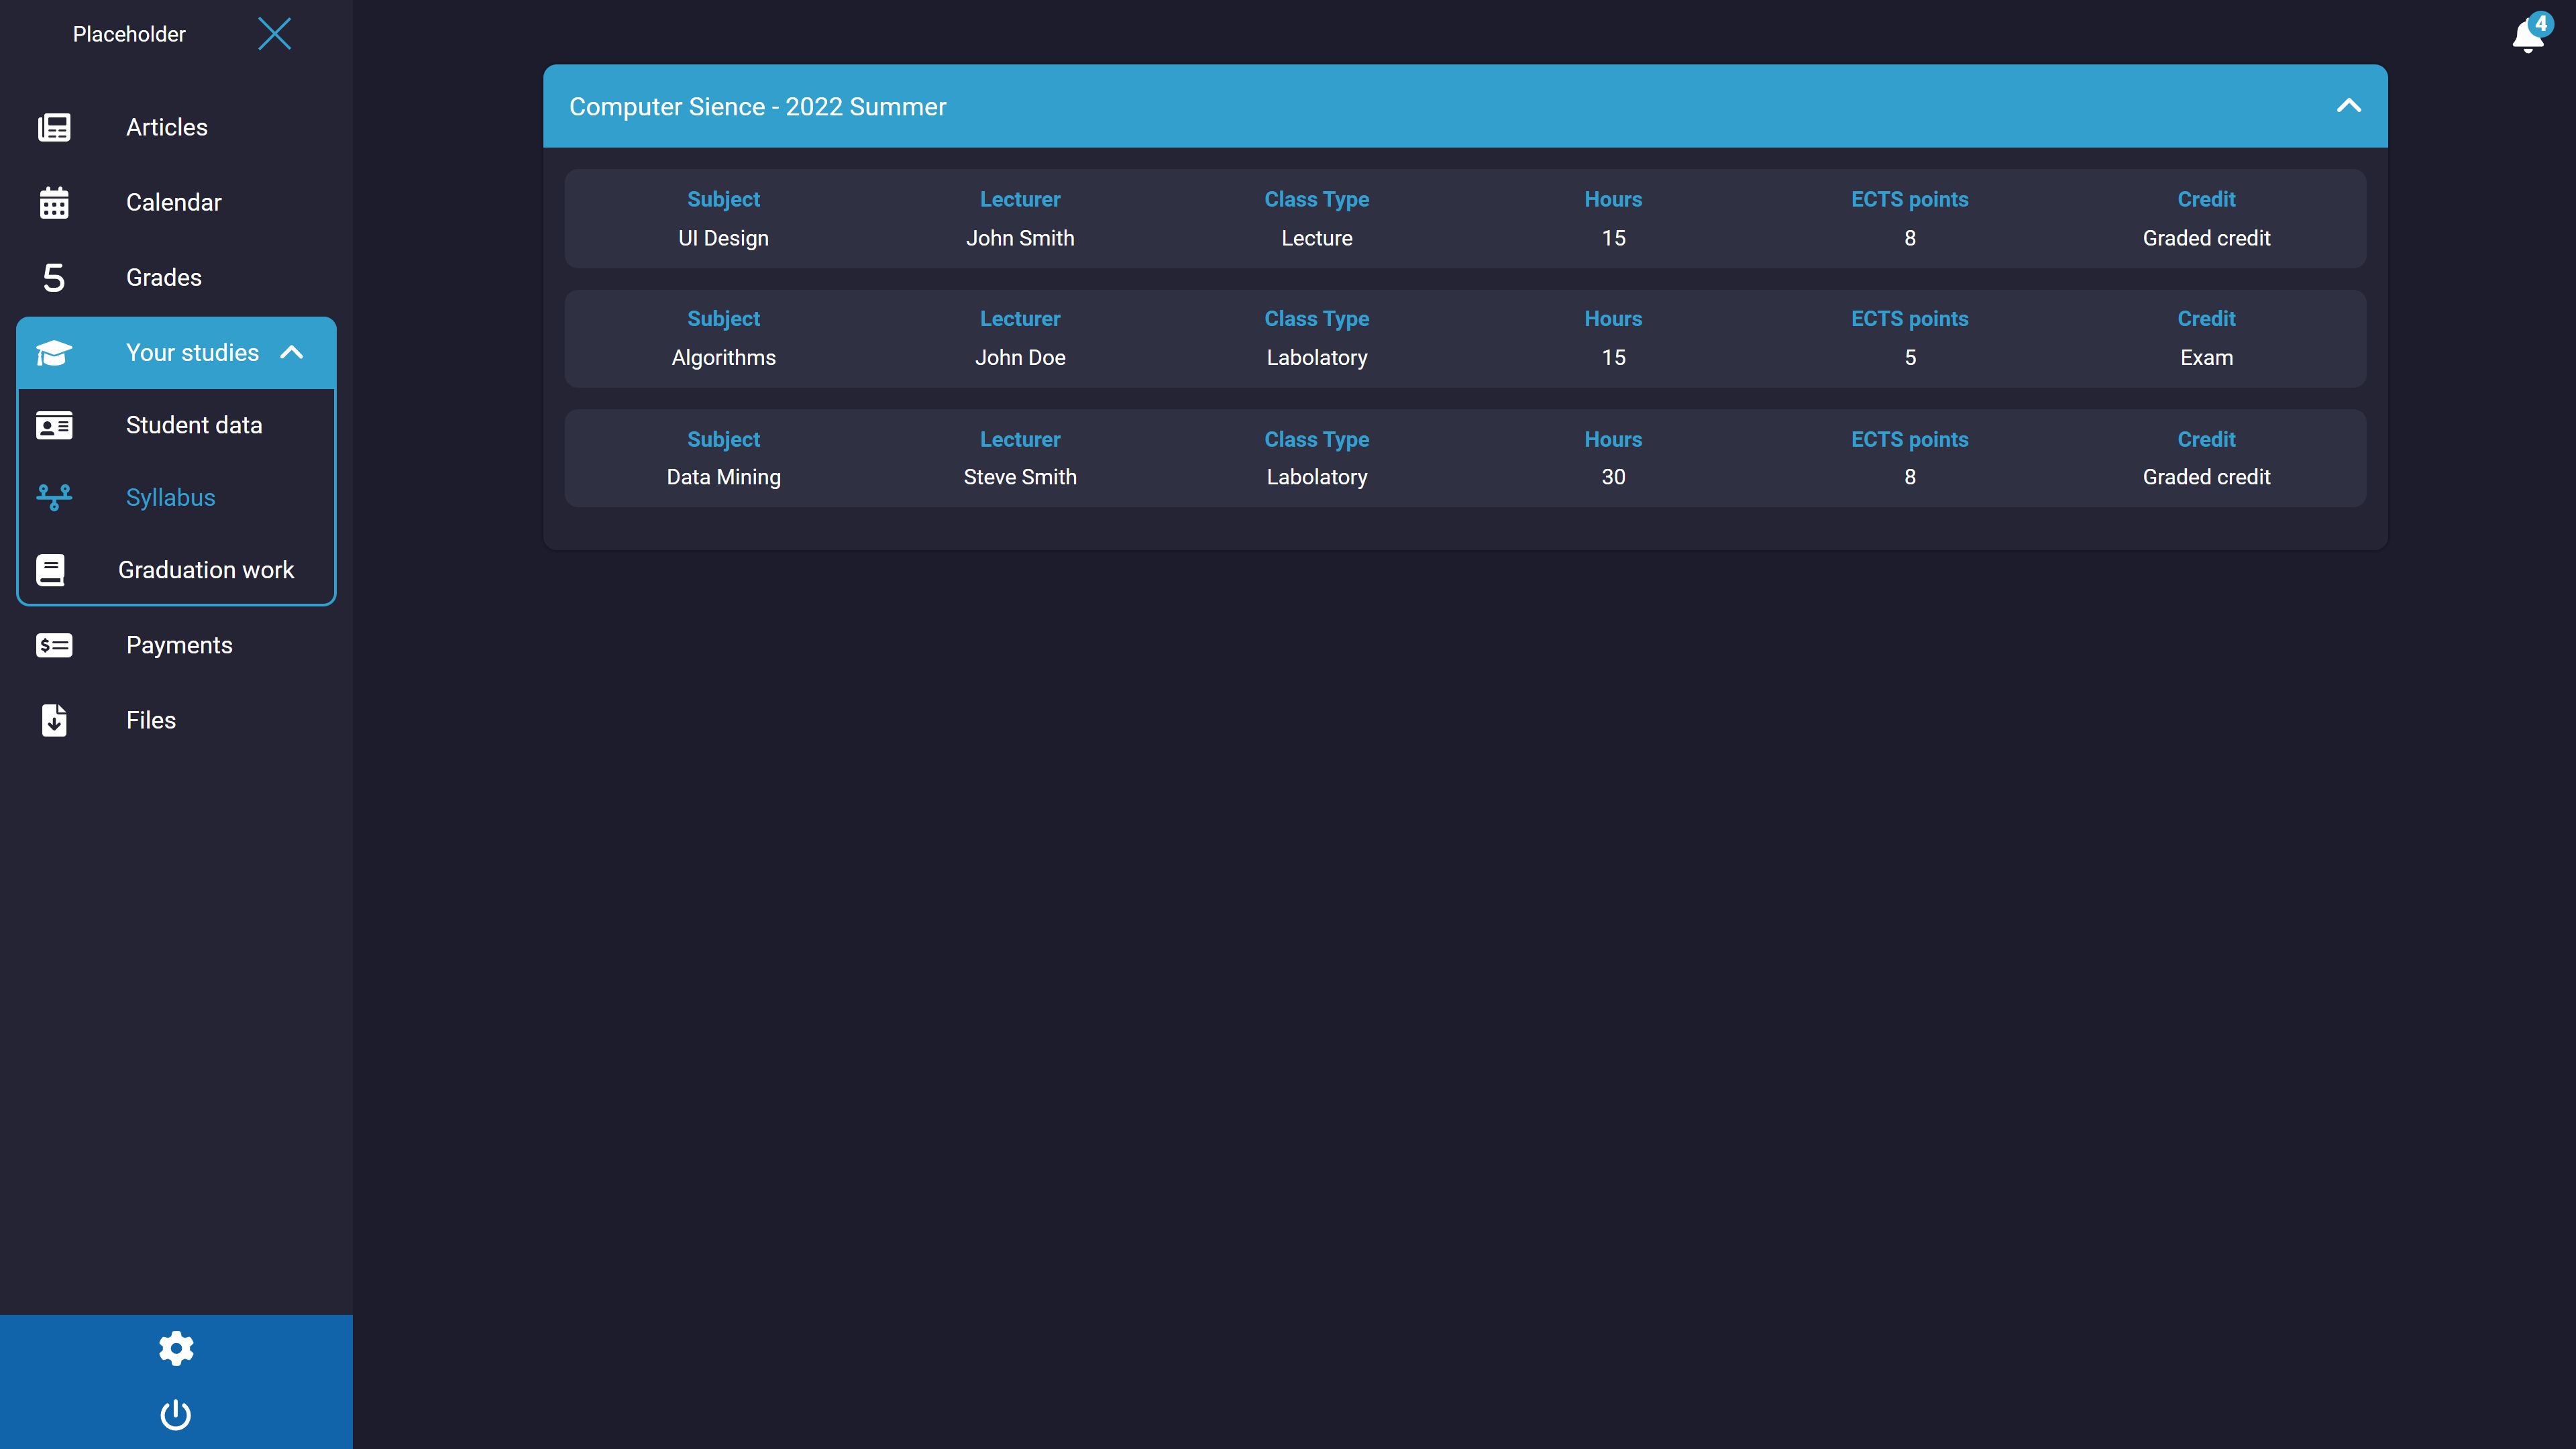 Placeholder
4
Articles
Calendar
5 Grades
Your studies
Student data
Syllabus
Graduation work
$ Payments
Files
Computer Sience - 2022 Summer
Subject Lecturer Class Type Hours ECTS points Credit
UI Design John Smith Lecture 15 8 Graded credit
Subject Lecturer Class Type Hours ECTS points Credit
Algorithms John Doe Labolatory 15 5 Exam
Subject Lecturer Class Type Hours ECTS points Credit
Data Mining Steve Smith Labolatory 30 8 Graded credit